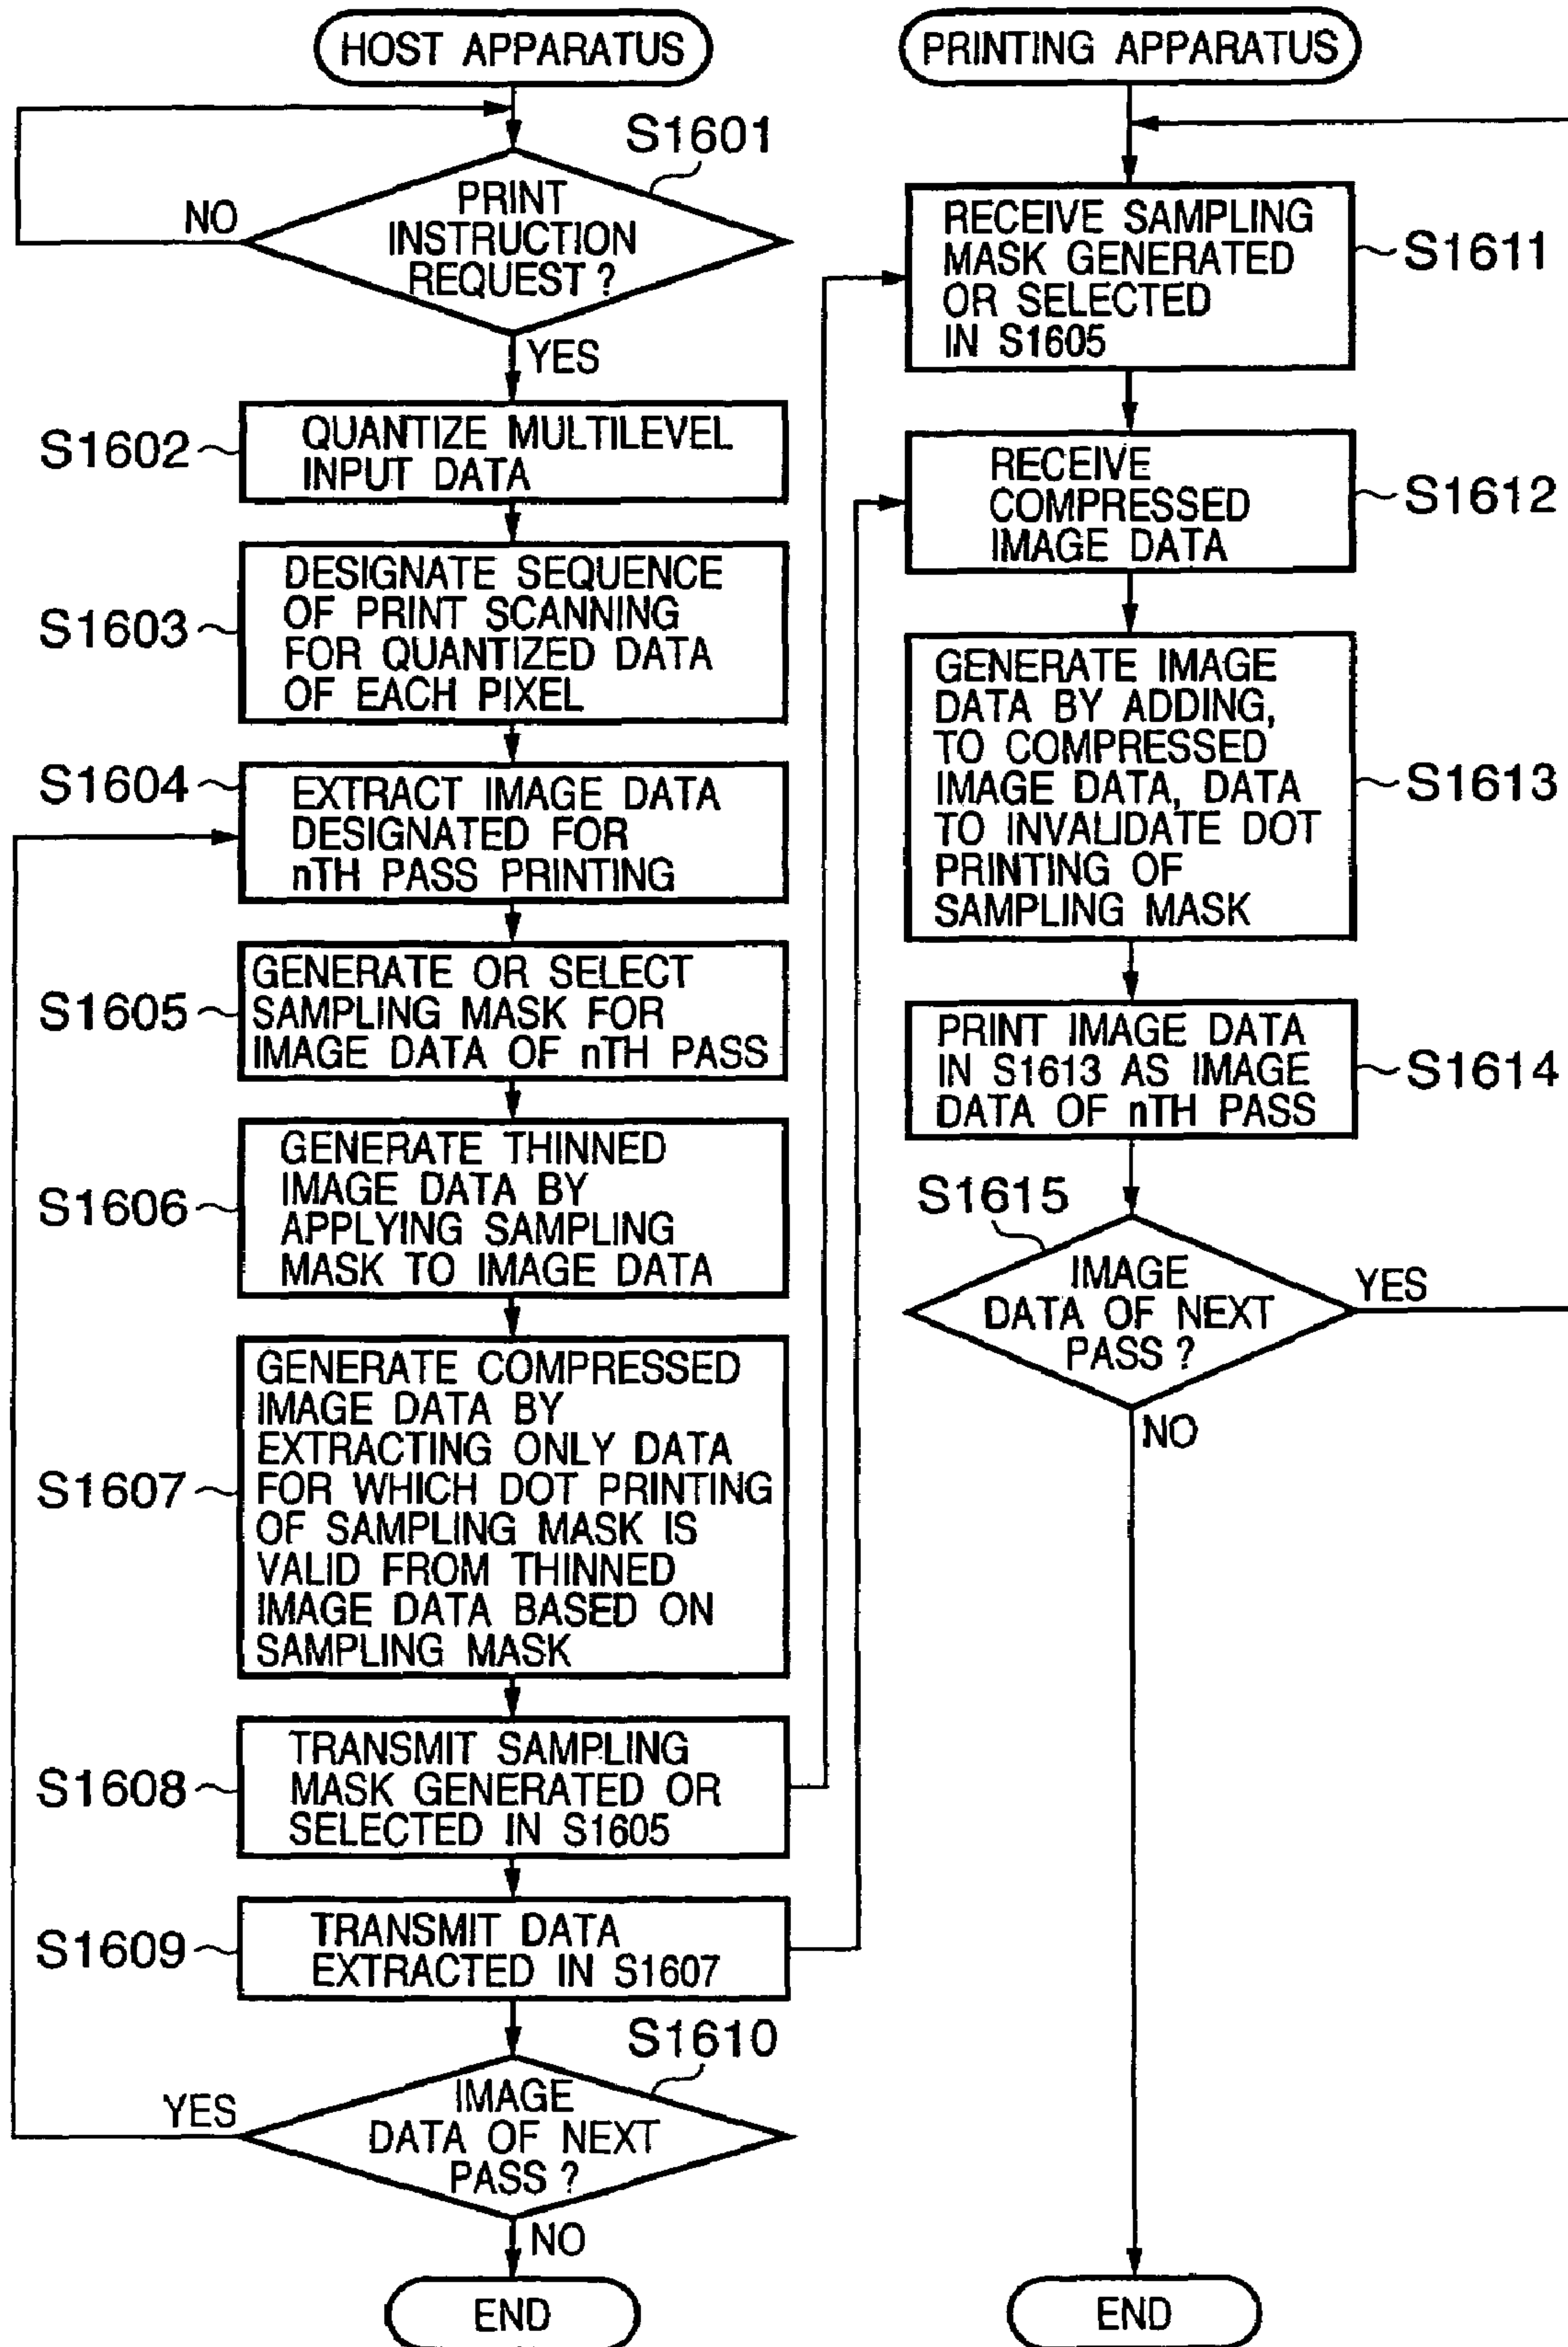 HOST APPARATUS
S1601
PRINT
INSTRUCTION
REQUEST ?
NO
YES
S1602
QUANTIZE MULTILEVEL
INPUT DATA
S1603
DESIGNATE SEQUENCE
OF PRINT SCANNING
FOR QUANTIZED DATA
OF EACH PIXEL
S1604
EXTRACT IMAGE DATA
DESIGNATED FOR
nTH PASS PRINTING
S1605
GENERATE OR SELECT
SAMPLING MASK FOR
IMAGE DATA OF nTH PASS
S1606
GENERATE THINNED
IMAGE DATA BY
APPLYING SAMPLING
MASK TO IMAGE DATA
S1607
GENERATE COMPRESSED
IMAGE DATA BY
EXTRACTING ONLY DATA
FOR WHICH DOT PRINTING
OF SAMPLING MASK IS
VALID FROM THINNED
IMAGE DATA BASED ON
SAMPLING MASK
S1608
TRANSMIT SAMPLING
MASK GENERATED OR
SELECTED IN S1605
S1609
TRANSMIT DATA
EXTRACTED IN S1607
S1610
IMAGE
DATA OF NEXT
PASS ?
YES
NO
END
PRINTING APPARATUS
RECEIVE SAMPLING
MASK GENERATED
OR SELECTED
IN S1605
S1611
RECEIVE
COMPRESSED
IMAGE DATA
S1612
GENERATE IMAGE
DATA BY ADDING,
TO COMPRESSED
IMAGE DATA, DATA
TO INVALIDATE DOT
PRINTING OF
SAMPLING MASK
S1613
PRINT IMAGE DATA
IN S1613 AS IMAGE
DATA OF nTH PASS
S1614
S1615
IMAGE
DATA OF NEXT
PASS ?
YES
NO
END